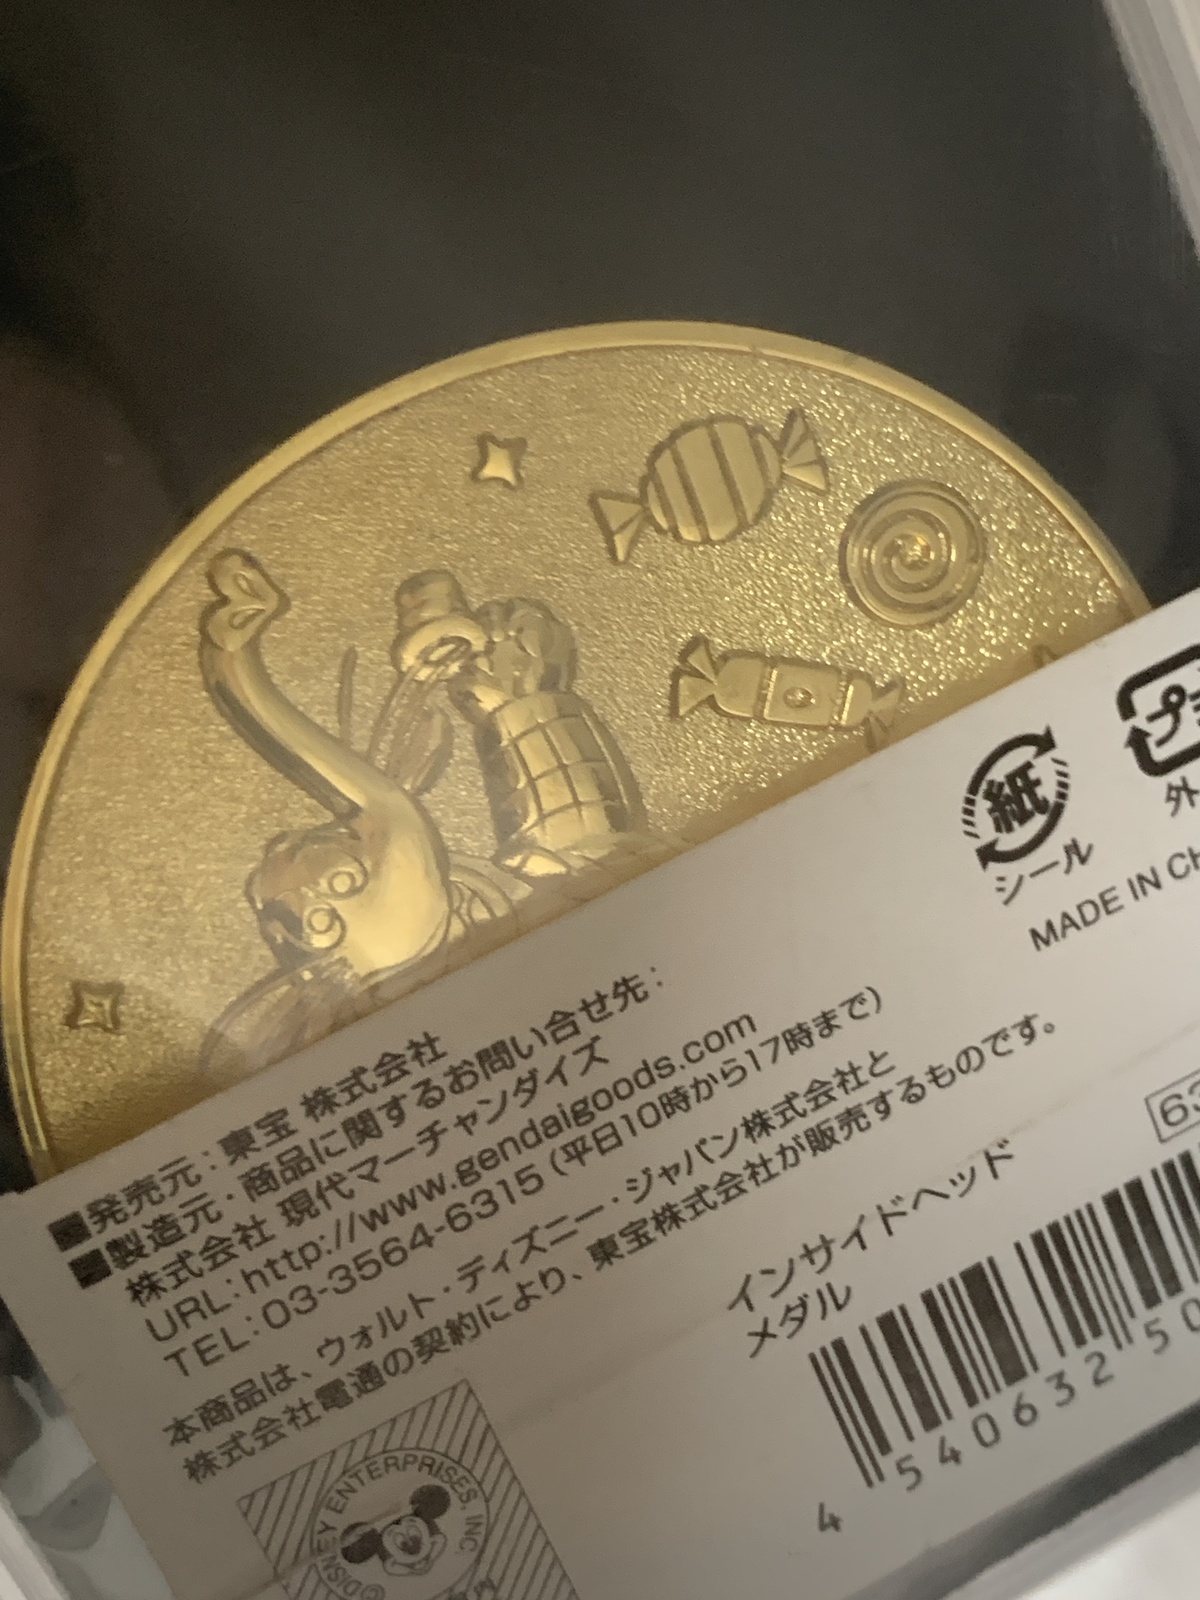 紙
シール
プラ
外
MADE IN CH
■発売元:東宝 株式会社
■製造元・商品に関するお問い合せ先:
株式会社 現代マーチャンダイズ
URL:http://www.gendaigoods.com
TEL:03-3564-6315(平日10時から17時まで)
本商品は、ウォルト・ディズニー・ジャパン株式会社と
株式会社電通の契約により、東宝株式会社が販売するものです。
63
インサイドヘッド
メダル
4 540632 50
©DISNEY ENTERPRISES, INC.